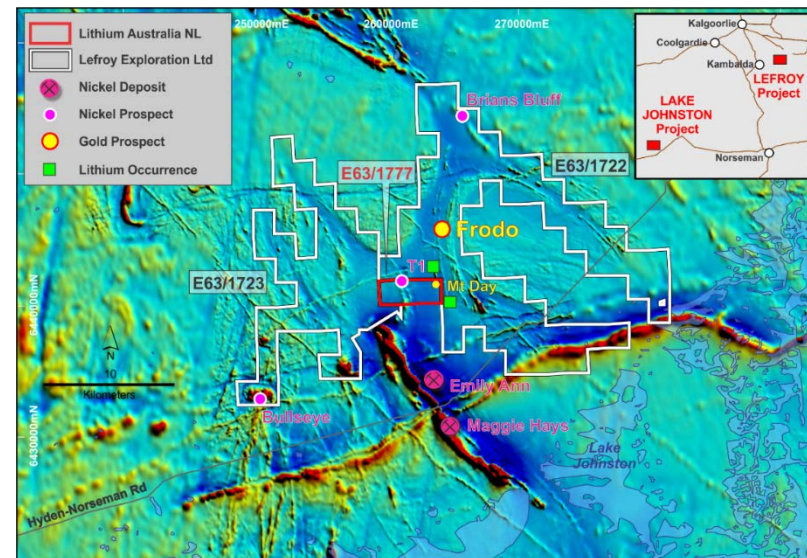 250000mE
260000mE
270000mE
Lithium Australia NL
Lefroy Exploration Ltd
Nickel Deposit
Nickel Prospect
Gold Prospect
Lithium Occurrence
Kalgoorlie
Coolgardie
Kambalda
LEFROY
Project
LAKE
JOHNSTON
Project
Norseman
Brians Bluff
E63/1777
E63/1722
Frodo
T1
Mt Day
E63/1723
6440000mN
N
10
Kilometers
Emily Ann
Bullseye
Maggie Hays
6430000mN
Lake
Johnston
Hyden-Norseman Rd